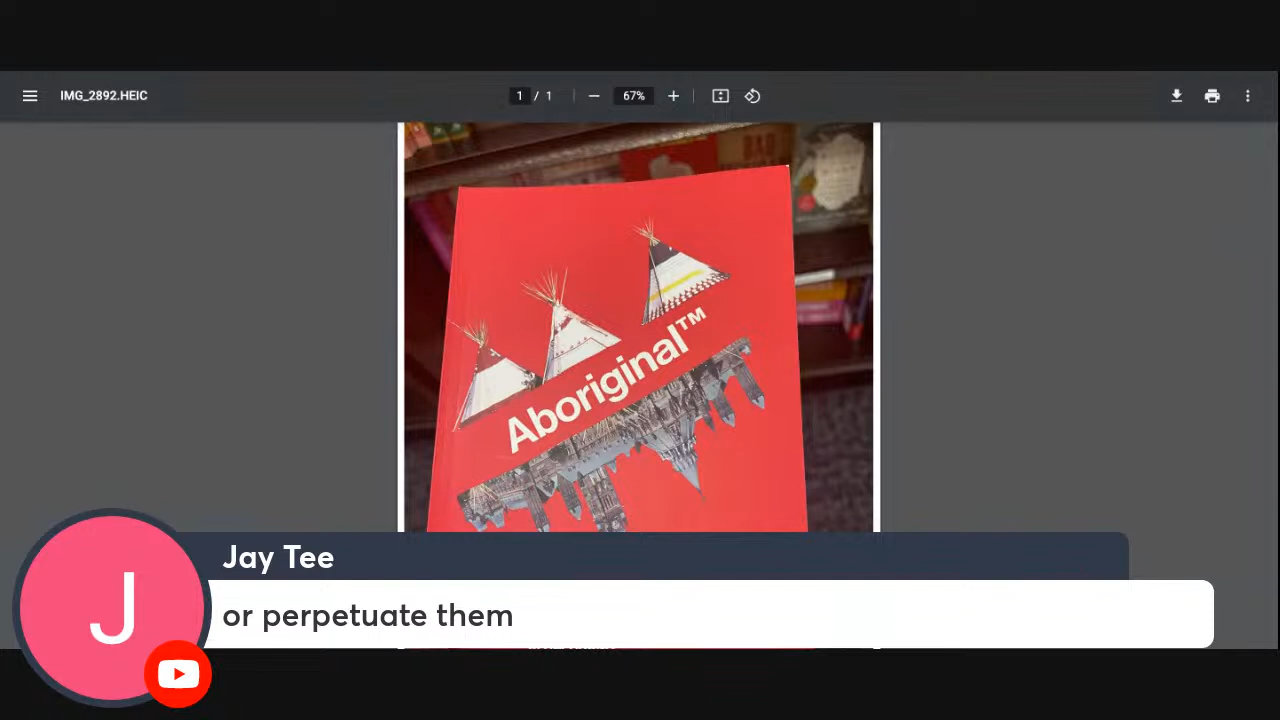 IMG_2892.HEIC
1 / 1
67%
Aboriginal™
Jay Tee
or perpetuate them
J